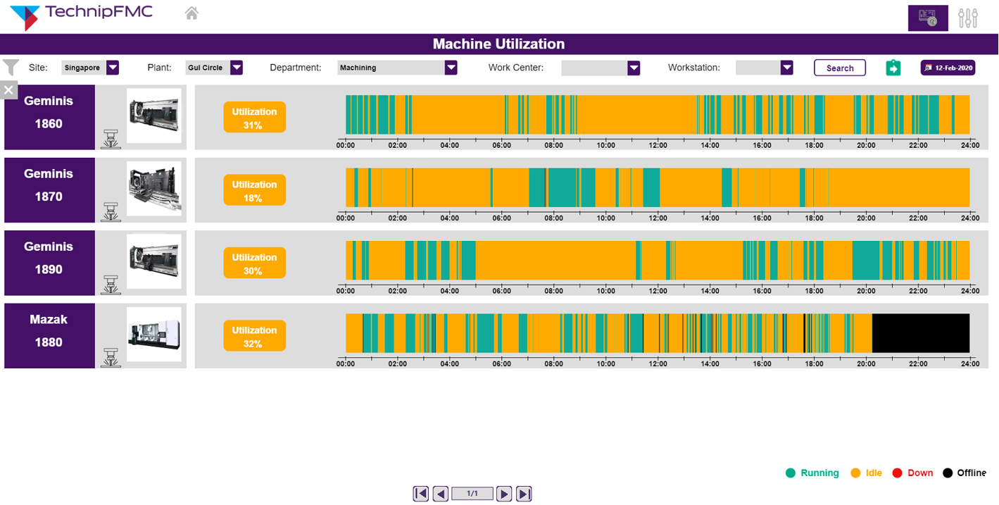 TechnipFMC
Machine Utilization
Site: Singapore Plant: Gul Circle Department: Machining Work Center: Workstation: Search 12-Feb-2020
Geminis
1860
Utilization
31%
00:00 02:00 04:00 06:00 08:00 10:00 12:00 14:00 16:00 18:00 20:00 22:00 24:00
Geminis
1870
Utilization
18%
00:00 02:00 04:00 06:00 08:00 10:00 12:00 14:00 16:00 18:00 20:00 22:00 24:00
Geminis
1890
Utilization
30%
00:00 02:00 04:00 06:00 08:00 10:00 12:00 14:00 16:00 18:00 20:00 22:00 24:00
Mazak
1880
Utilization
32%
00:00 02:00 04:00 06:00 08:00 10:00 12:00 14:00 16:00 18:00 20:00 22:00 24:00
Running Idle Down Offline
1/1